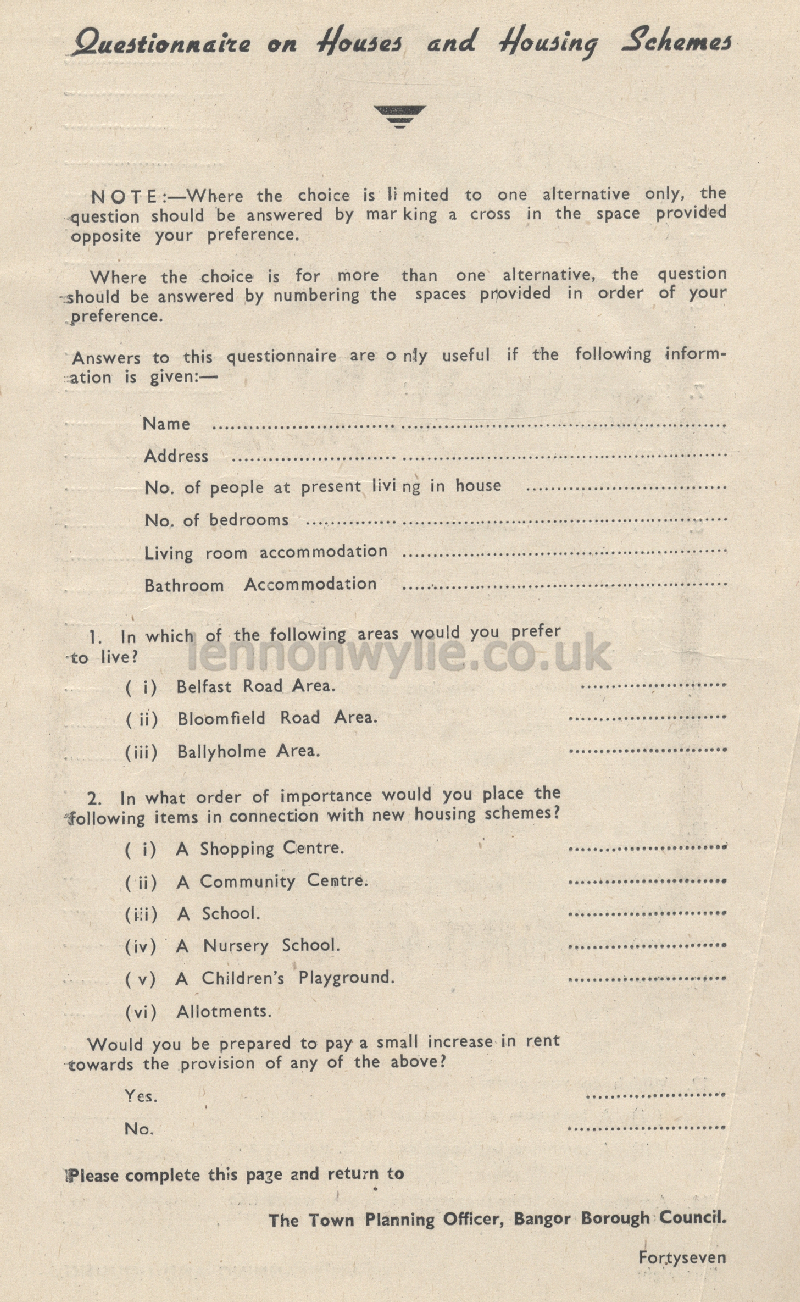 Questionnaire on Houses and Housing Schemes
NOTE:—Where the choice is limited to one alternative only, the
question should be answered by marking a cross in the space provided
opposite your preference.
Where the choice is for more than one alternative, the question
should be answered by numbering the spaces provided in order of your
preference.
Answers to this questionnaire are only useful if the following inform-
ation is given:—
Name ........................................
Address ........................................
No. of people at present living in house ....................
No. of bedrooms ........................................
Living room accommodation ..............................
Bathroom Accommodation ..............................
1. In which of the following areas would you prefer
to live?
lennonwylie.co.uk
( i) Belfast Road Area. ....................
( ii) Bloomfield Road Area. ....................
(iii) Ballyholme Area. ....................
2. In what order of importance would you place the
following items in connection with new housing schemes?
( i) A Shopping Centre. ....................
( ii) A Community Centre. ....................
(iii) A School. ....................
(iv) A Nursery School. ....................
( v) A Children's Playground. ....................
(vi) Allotments.
Would you be prepared to pay a small increase in rent
towards the provision of any of the above?
Yes. ....................
No. ....................
Please complete this page and return to
The Town Planning Officer, Bangor Borough Council.
Fortyseven